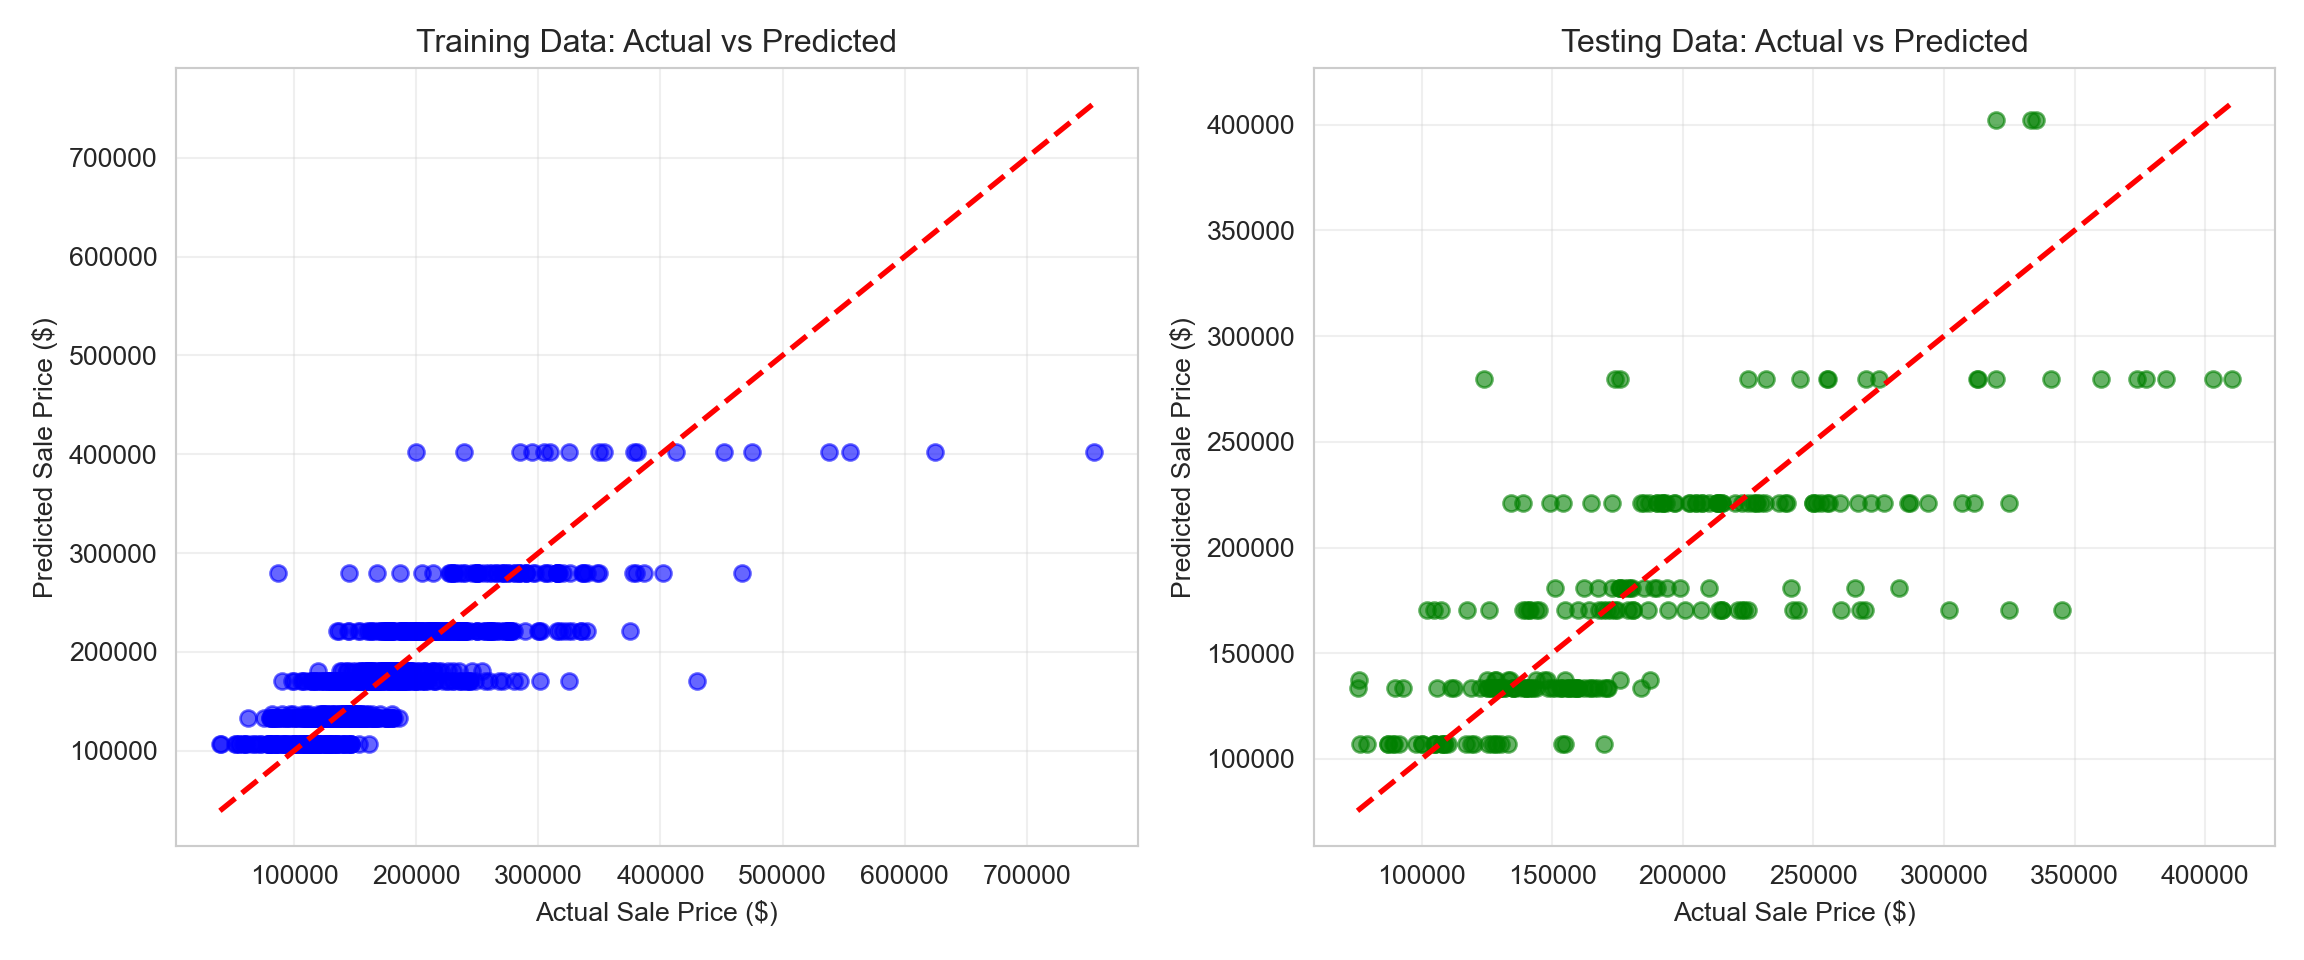 Training Data: Actual vs Predicted
Predicted Sale Price ($)
700000
600000
500000
400000
300000
200000
100000
100000 200000 300000 400000 500000 600000 700000
Actual Sale Price ($)
Testing Data: Actual vs Predicted
Predicted Sale Price ($)
400000
350000
300000
250000
200000
150000
100000
100000 150000 200000 250000 300000 350000 400000
Actual Sale Price ($)